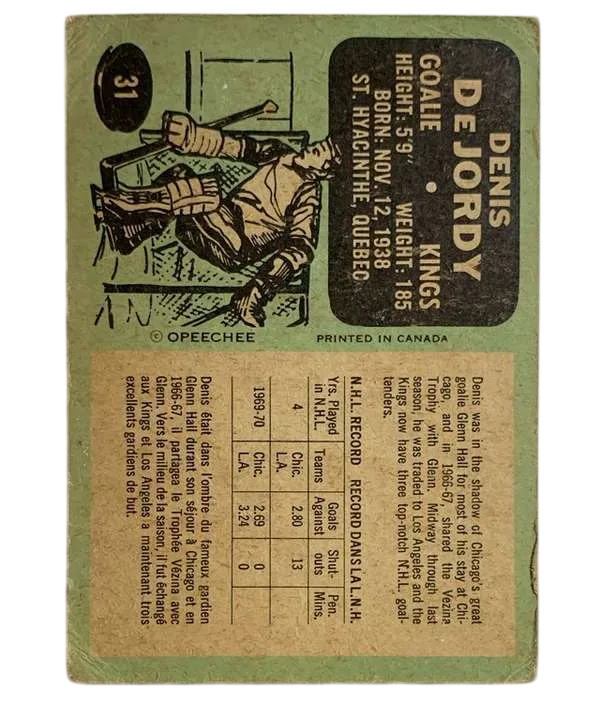 DENIS
DE JORDY
GOALIE • KINGS
HEIGHT: 5'9" WEIGHT: 185
BORN: NOV. 12, 1938
ST. HYACINTHE, QUEBEC
31
© OPEECHEE
PRINTED IN CANADA
Denis was in the shadow of Chicago's great
goalie Glenn Hall for most of his stay at Chi-
cago, and in 1966-67, shared the Vezina
Trophy with Glenn. Midway through last
season, he was traded to Los Angeles and the
Kings now have three top-notch N.H.L. goal-
tenders.
N.H.L. RECORD RECORD DANS LA L.N.H.
Yrs. Played Goals Shut- Pen.
in N.H.L. Teams Against outs Mins.
4 Chic. 2.80 13
L.A.
1969-70 Chic. 2.69 0
L.A. 3.24 0
Denis était dans l'ombre du fameux gardien
Glenn Hall durant son séjour à Chicago et en
1966-67, il partagea le Trophée Vézina avec
Glenn. Vers le milieu de la saison, il fut échangé
aux Kings et Los Angeles a maintenant trois
excellents gardiens de but.